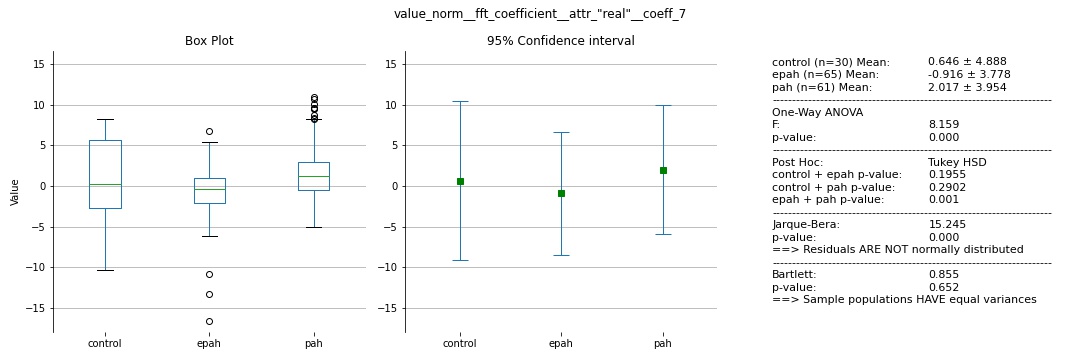 value_norm__fft_coefficient__attr_"real"__coeff_7
Box Plot
95% Confidence interval
15
10
5
0
−5
−10
−15
Value
control
epah
pah
15
10
5
0
−5
−10
−15
control
epah
pah
control (n=30) Mean: 0.646 ± 4.888
epah (n=65) Mean: -0.916 ± 3.778
pah (n=61) Mean: 2.017 ± 3.954
One-Way ANOVA
F: 8.159
p-value: 0.000
Post Hoc: Tukey HSD
control + epah p-value: 0.1955
control + pah p-value: 0.2902
epah + pah p-value: 0.001
Jarque-Bera: 15.245
p-value: 0.000
==> Residuals ARE NOT normally distributed
Bartlett: 0.855
p-value: 0.652
==> Sample populations HAVE equal variances